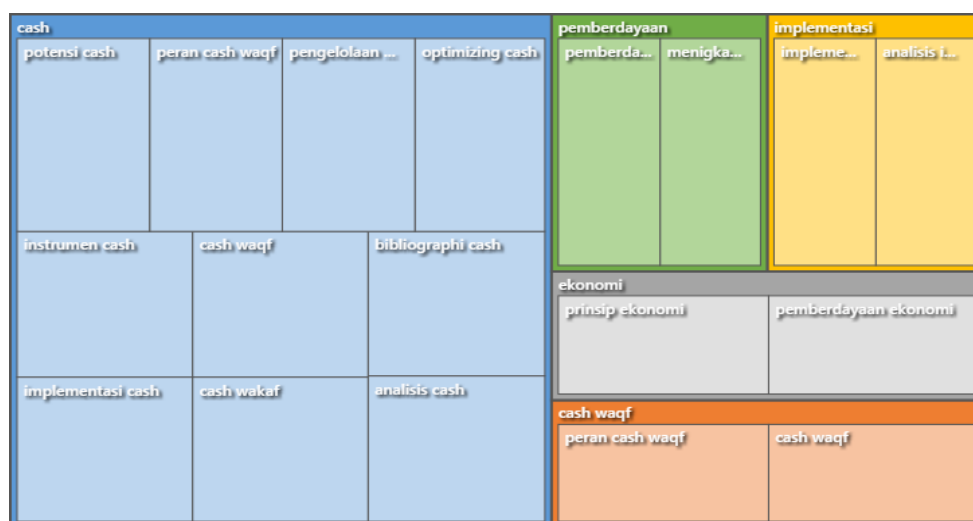 cash
potensi cash
peran cash waqf
pengelolaan ...
optimizing cash
instrumen cash
cash waqf
bibliographi cash
implementasi cash
cash wakaf
analisis cash
pemberdayaan
pemberda...
menigka...
implementasi
impleme...
analisis i...
ekonomi
prinsip ekonomi
pemberdayaan ekonomi
cash waqf
peran cash waqf
cash waqf